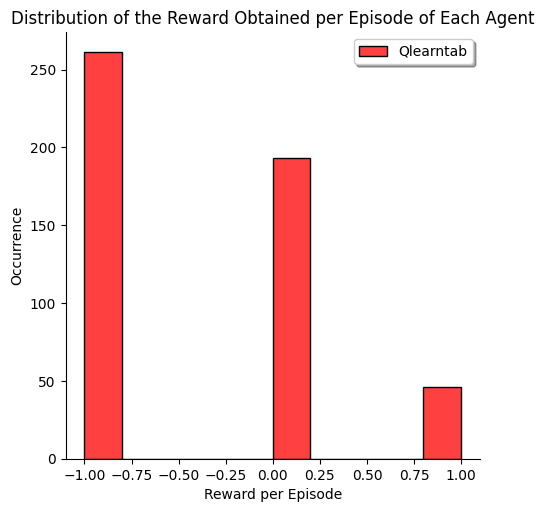 Distribution of the Reward Obtained per Episode of Each Agent
Qlearntab
250
200
150
100
50
0
Occurrence
−1.00 −0.75 −0.50 −0.25 0.00 0.25 0.50 0.75 1.00
Reward per Episode